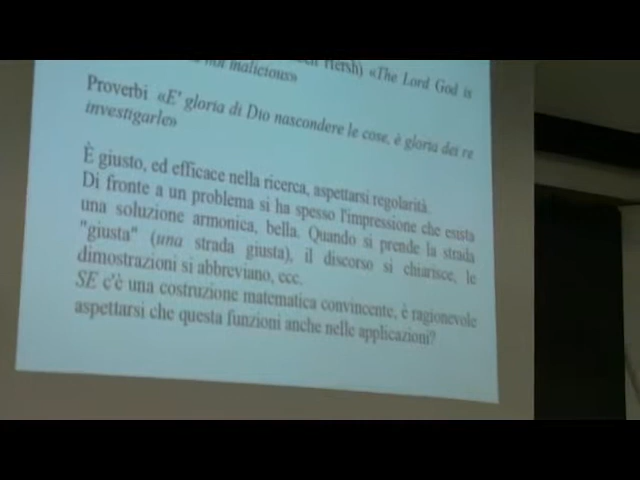 Hersh) «The Lord God is
not malicious»
Proverbi «E' gloria di Dio nascondere le cose, è gloria dei re
investigarle»
È giusto, ed efficace nella ricerca, aspettarsi regolarità.
Di fronte a un problema si ha spesso l'impressione che esista
una soluzione armonica, bella. Quando si prende la strada
"giusta" (una strada giusta), il discorso si chiarisce, le
dimostrazioni si abbreviano, ecc.
SE c'è una costruzione matematica convincente, è ragionevole
aspettarsi che questa funzioni anche nelle applicazioni?